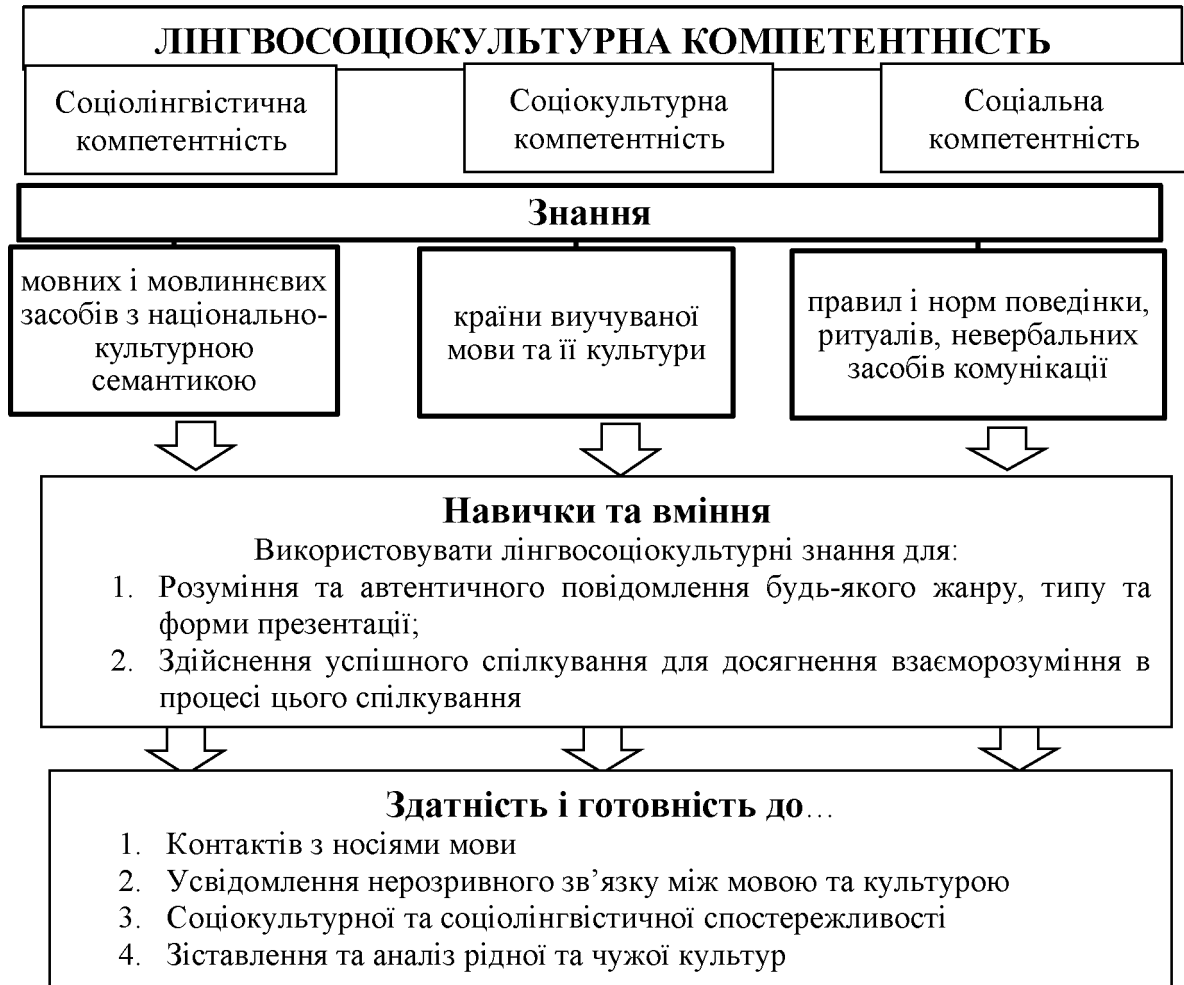 ЛІНГВОСОЦІОКУЛЬТУРНА КОМПЕТЕНТНІСТЬ
Соціолінгвістична
компетентність
Соціокультурна
компетентність
Соціальна
компетентність
Знання
мовних і мовлиннєвих
засобів з національно-
культурною
семантикою
країни виучуваної
мови та її культури
правил і норм поведінки,
ритуалів, невербальних
засобів комунікації
Навички та вміння
Використовувати лінгвосоціокультурні знання для:
1. Розуміння та автентичного повідомлення будь-якого жанру, типу та
форми презентації;
2. Здійснення успішного спілкування для досягнення взаєморозуміння в
процесі цього спілкування
Здатність і готовність до…
1. Контактів з носіями мови
2. Усвідомлення нерозривного зв’язку між мовою та культурою
3. Соціокультурної та соціолінгвістичної спостережливості
4. Зіставлення та аналіз рідної та чужої культур